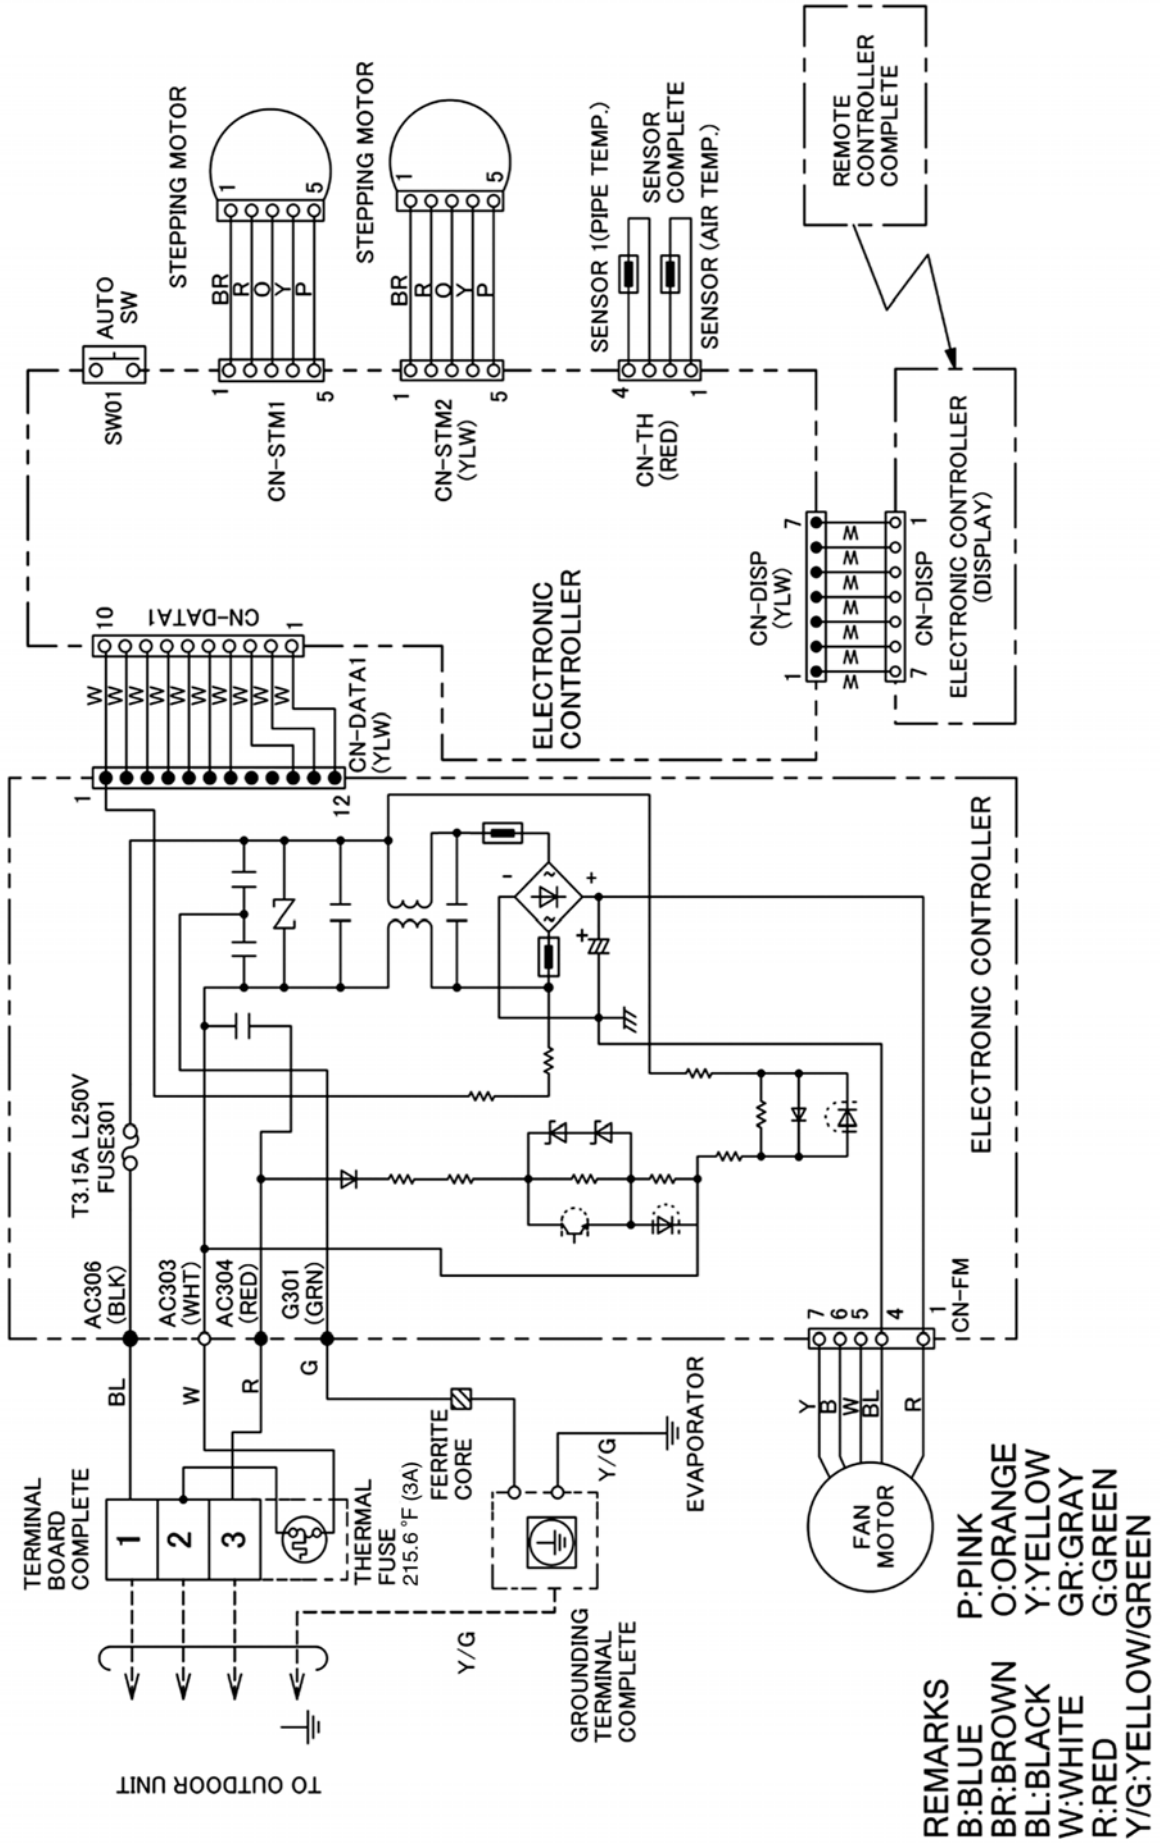 STEPPING MOTOR
1
5
BR
R
O
Y
P
1
5
CN-STM1
AUTO
SW
SW01
STEPPING MOTOR
1
5
BR
R
O
Y
P
1
5
CN-STM2
(YLW)
SENSOR 1(PIPE TEMP.)
SENSOR
COMPLETE
SENSOR (AIR TEMP.)
4
1
CN-TH
(RED)
REMOTE
CONTROLLER
COMPLETE
10
CN-DATA1
1
W
W
W
W
W
W
W
W
W
W
CN-DATA1
(YLW)
1
12
ELECTRONIC
CONTROLLER
CN-DISP
(YLW)
7
1
W
W
W
W
W
W
W
1
7
CN-DISP
ELECTRONIC CONTROLLER
(DISPLAY)
-
~
~
+
+
T3.15A L250V
FUSE301
ELECTRONIC CONTROLLER
AC306
(BLK)
AC303
(WHT)
AC304
(RED)
G301
(GRN)
BL
W
R
G
7
6
5
4
1
CN-FM
Y
B
W
BL
R
FAN
MOTOR
TERMINAL
BOARD
COMPLETE
1
2
3
THERMAL
FUSE
215.6 °F (3A)
FERRITE
CORE
EVAPORATOR
Y/G
Y/G
GROUNDING
TERMINAL
COMPLETE
TO OUTDOOR UNIT
REMARKS
B:BLUE P:PINK
BR:BROWN O:ORANGE
BL:BLACK Y:YELLOW
W:WHITE GR:GRAY
R:RED G:GREEN
Y/G:YELLOW/GREEN